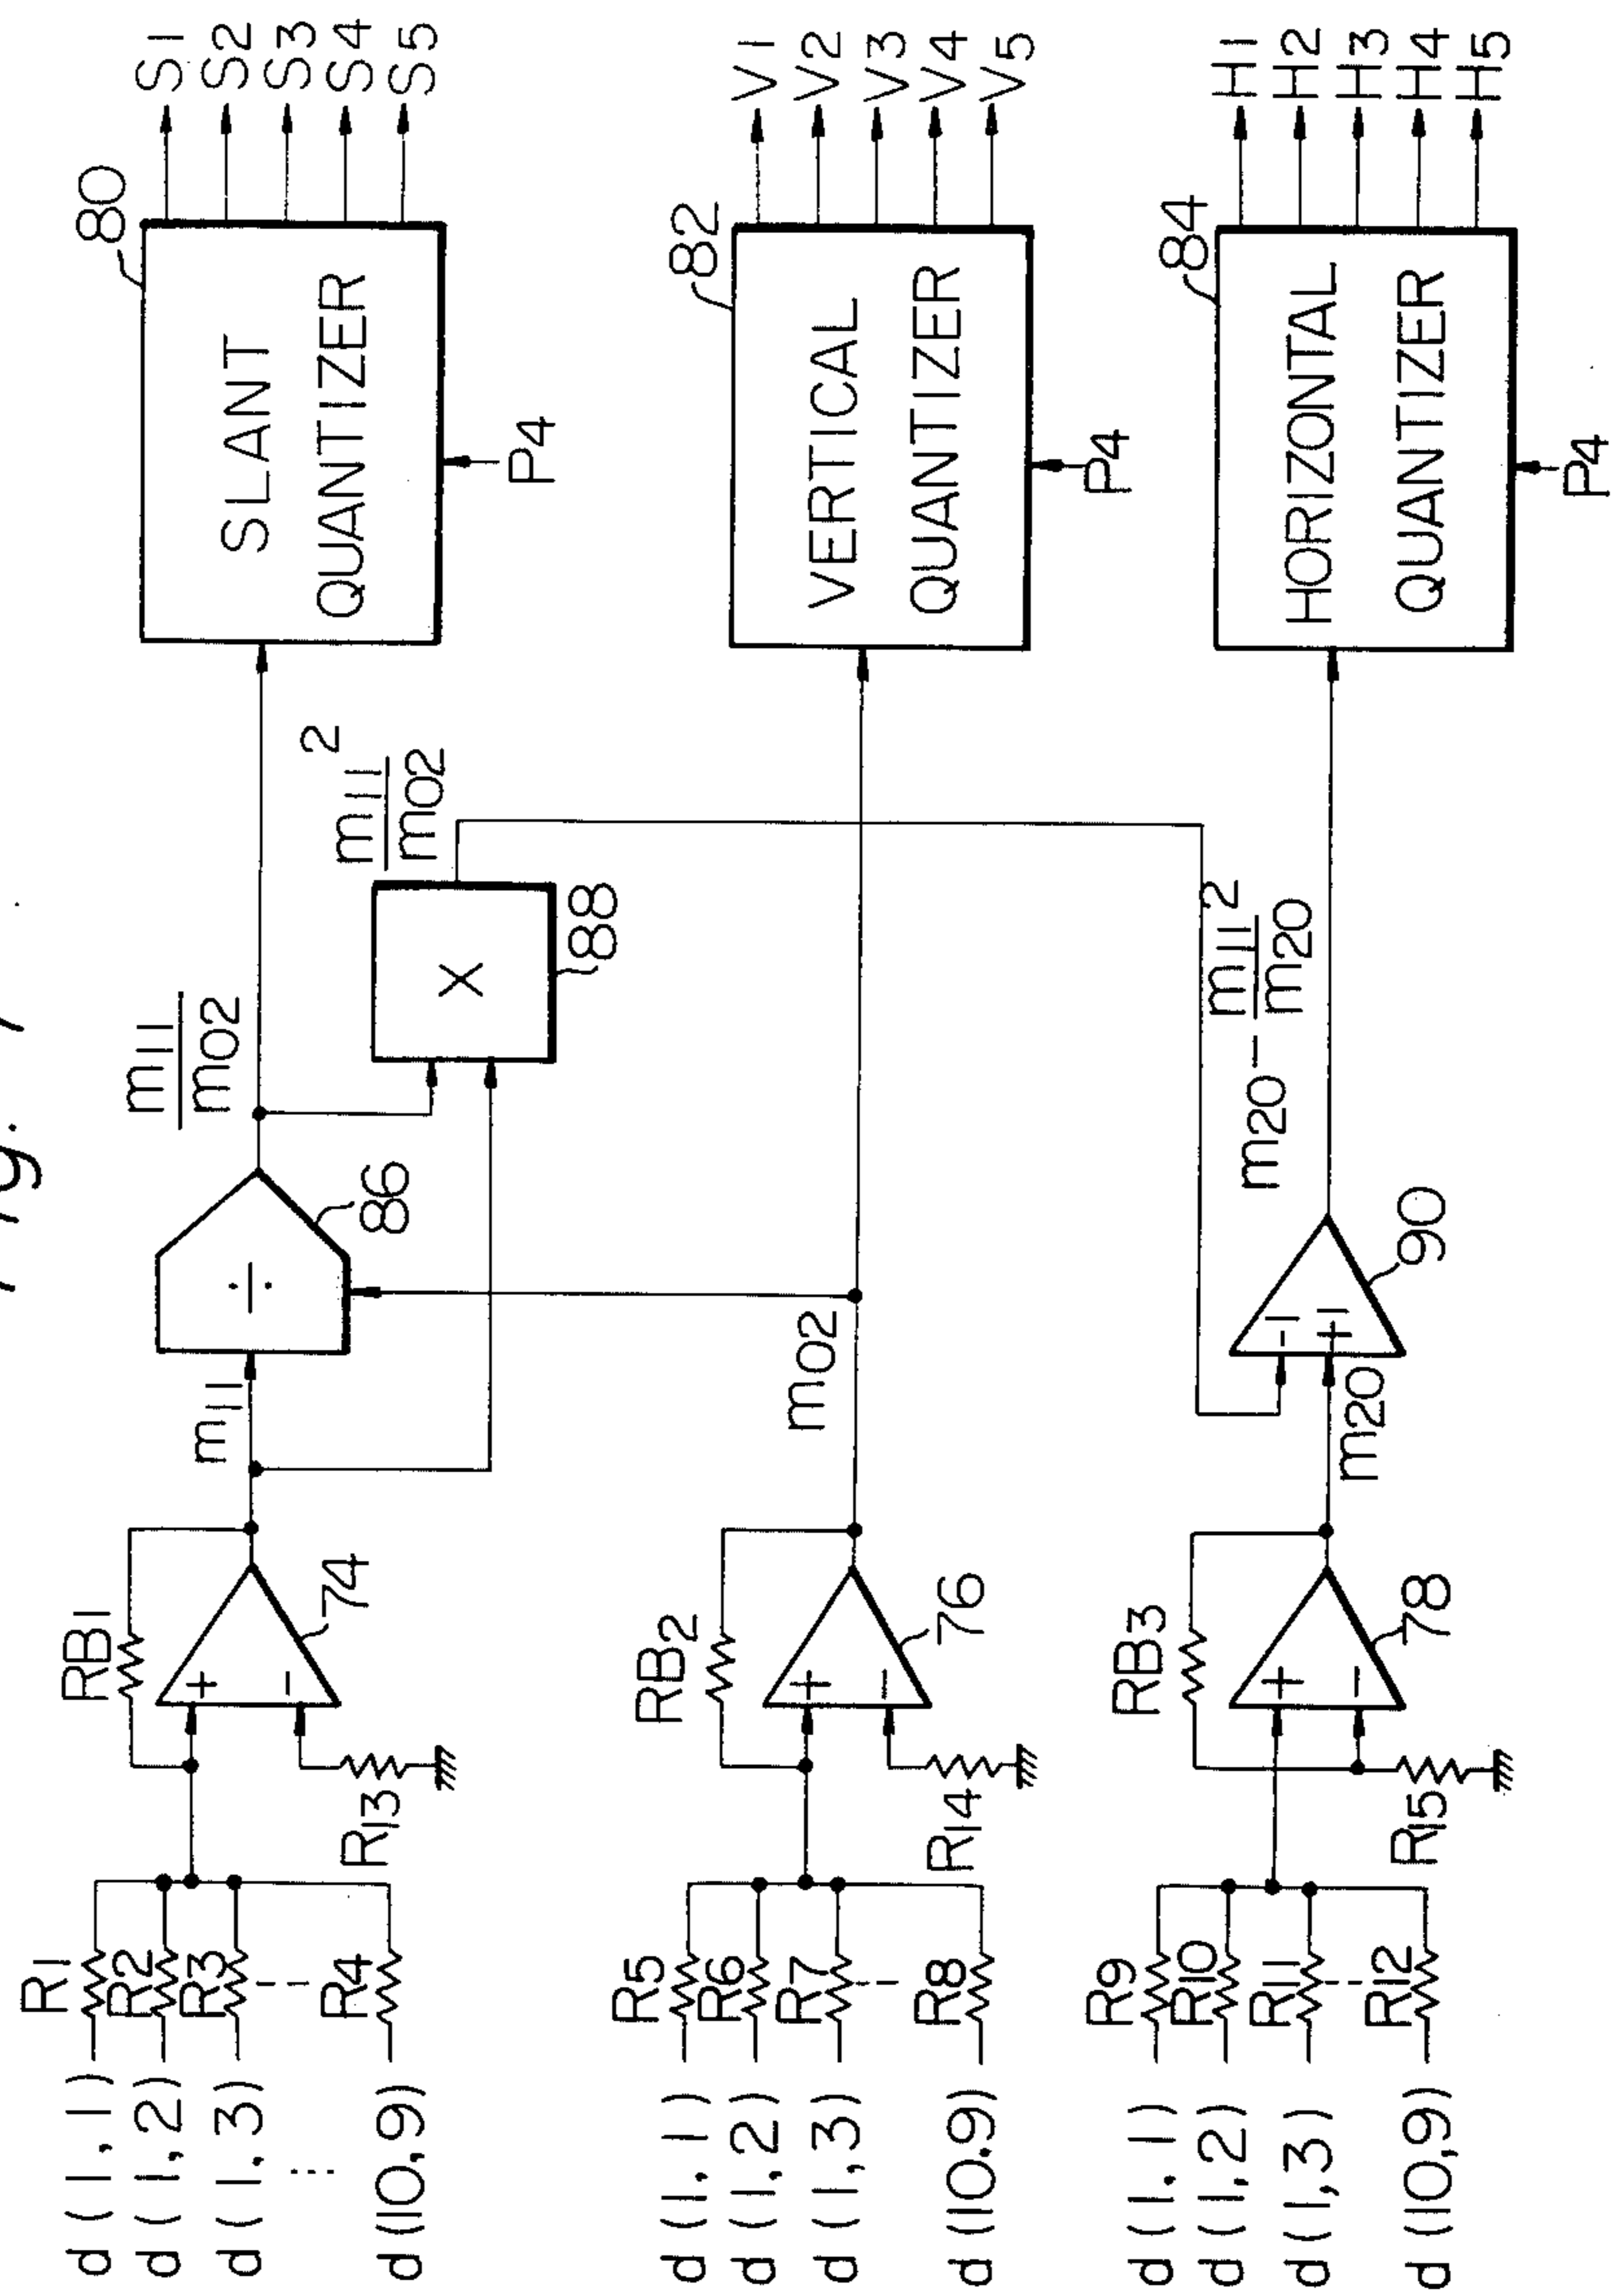 Fig. 7
d (1,1) R1
d (1,2) R2
d (1,3) R3
d (10,9) R4
RB1
+
-
74
R13
m11
÷
86
m11
m02
X
88
m11²
m02
SLANT
QUANTIZER
80
P4
S1
S2
S3
S4
S5
d (1,1) R5
d (1,2) R6
d (1,3) R7
d (10.9) R8
RB2
+
-
76
R14
m02
VERTICAL
QUANTIZER
82
P4
V1
V2
V3
V4
V5
d (1,1) R9
d (1,2) R10
d (1,3) R11
d (10,9) R12
RB3
+
-
78
R15
m20
-1
+1
90
m20 - m11²
m20
HORIZONTAL
QUANTIZER
84
P4
H1
H2
H3
H4
H5